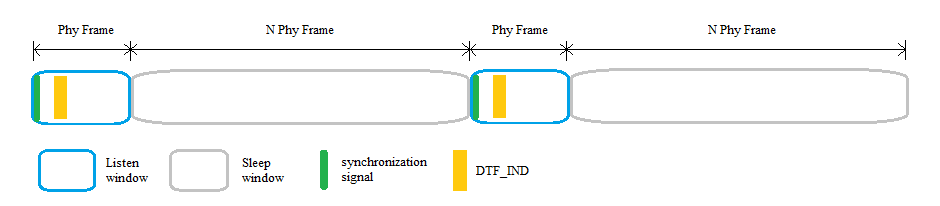 Phy Frame
N Phy Frame
Phy Frame
N Phy Frame
Listen
window
Sleep
window
synchronization
signal
DTF_IND